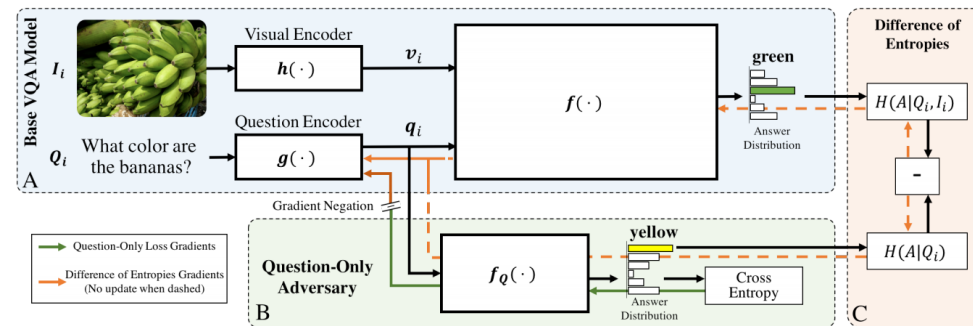 Base VQA Model
A
I_i
Visual Encoder
h(·)
v_i
Q_i
What color are
the bananas?
Question Encoder
g(·)
q_i
f(·)
green
Answer
Distribution
Difference of
Entropies
H(A|Q_i, I_i)
-
H(A|Q_i)
C
Gradient Negation
Question-Only Loss Gradients
Difference of Entropies Gradients
(No update when dashed)
Question-Only
Adversary
B
f_Q(·)
yellow
Answer
Distribution
Cross
Entropy